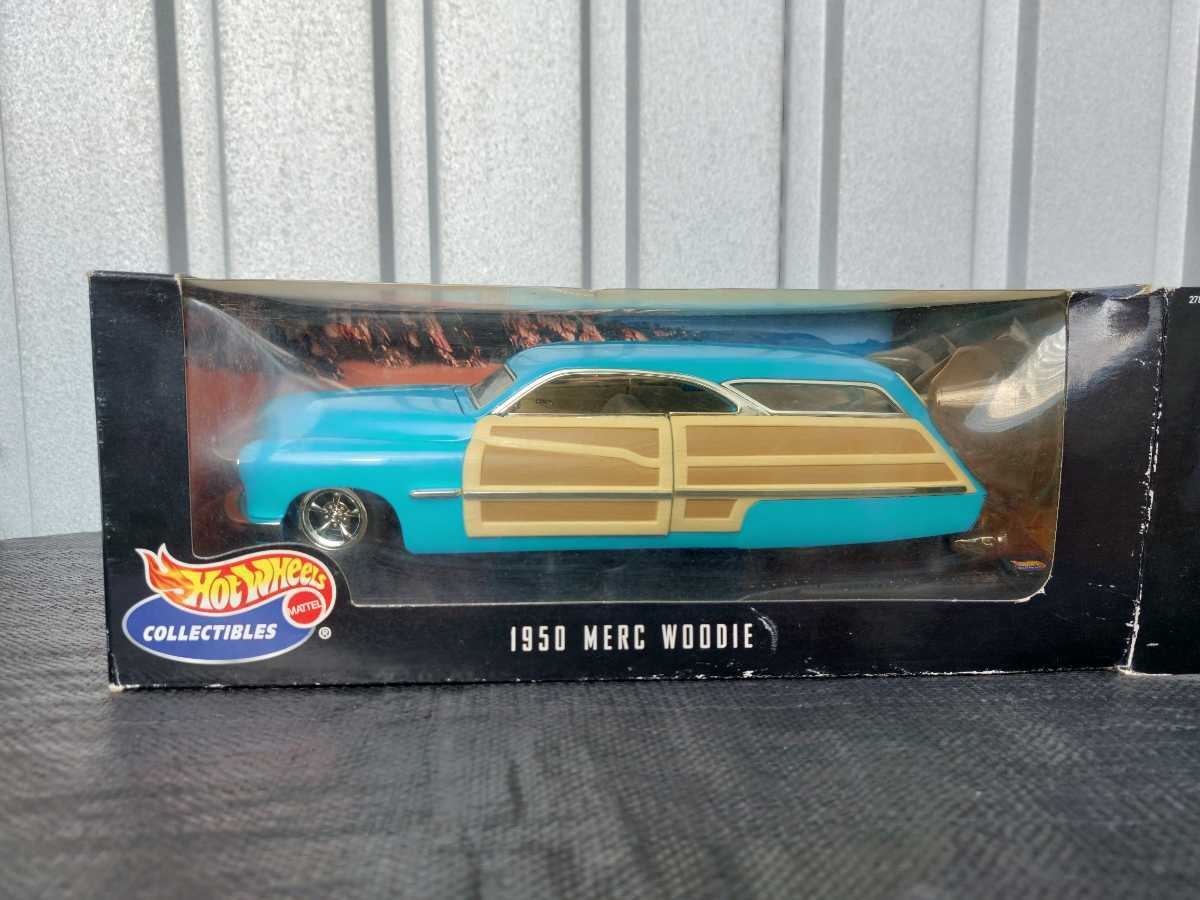 HOT WHEELS
MATTEL
COLLECTIBLES ®
1950 MERC WOODIE